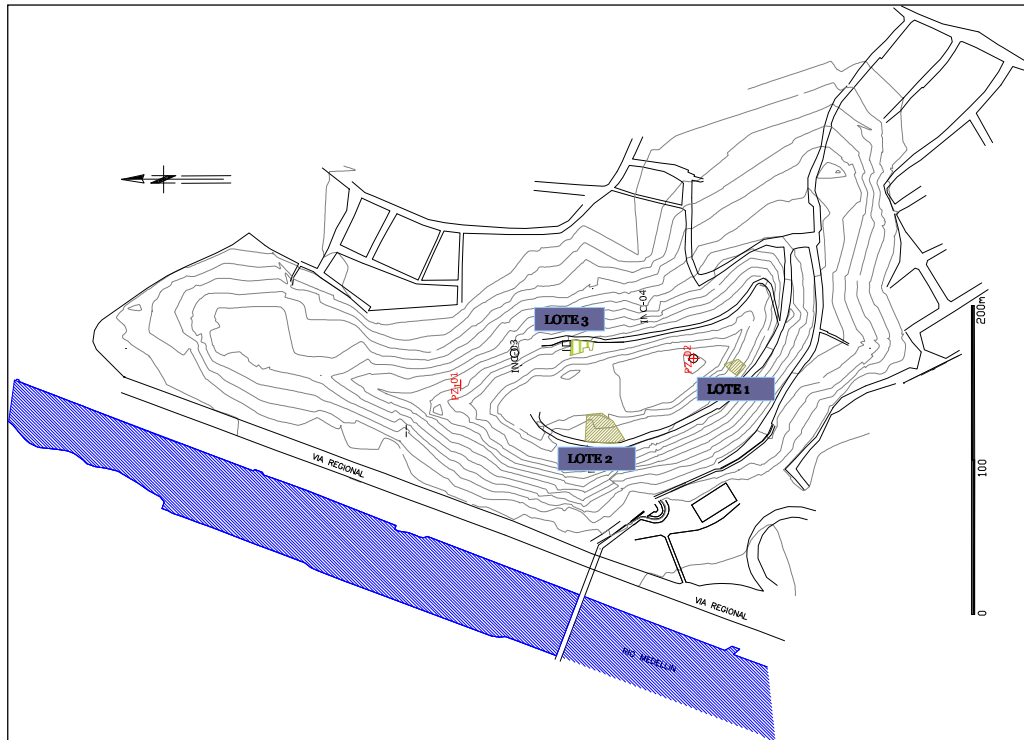 LOTE 3
INC-04
INC-03
PZ-02
PZ-01
LOTE 1
LOTE 2
VIA REGIONAL
VIA REGIONAL
RIO MEDELLIN
200m
100
0